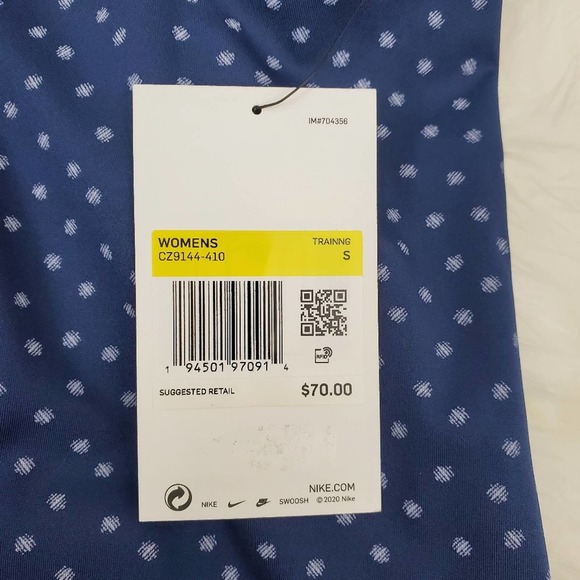 IM#704356
WOMENS TRAINNG
CZ9144-410 S
RFID
1 94501 97091 4
SUGGESTED RETAIL $70.00
NIKE.COM
NIKE SWOOSH © 2020 Nike